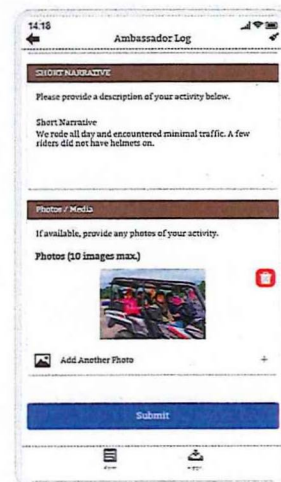 14:18
Ambassador Log
SHORT NARRATIVE
Please provide a description of your activity below.
Short Narrative
We rode all day and encountered minimal traffic. A few
riders did not have helmets on.
Photos / Media
If available, provide any photos of your activity.
Photos (10 images max.)
Add Another Photo +
Submit